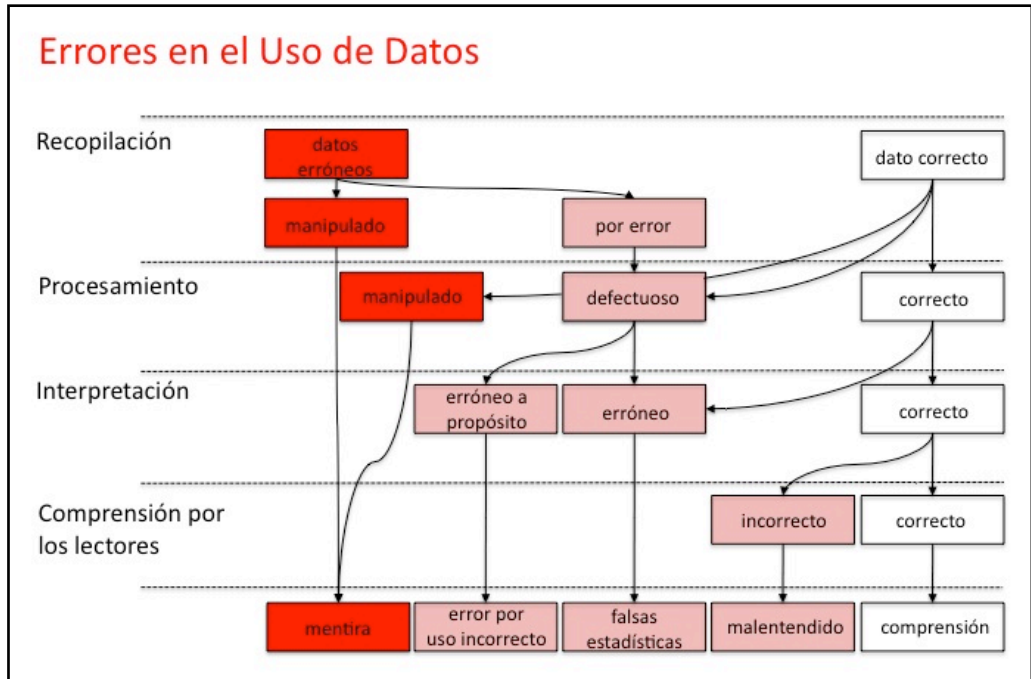 Errores en el Uso de Datos
Recopilación
datos
erróneos
dato correcto
manipulado
por error
Procesamiento
manipulado
defectuoso
correcto
Interpretación
erróneo a
propósito
erróneo
correcto
Comprensión por
los lectores
incorrecto
correcto
mentira
error por
uso incorrecto
falsas
estadísticas
malentendido
comprensión